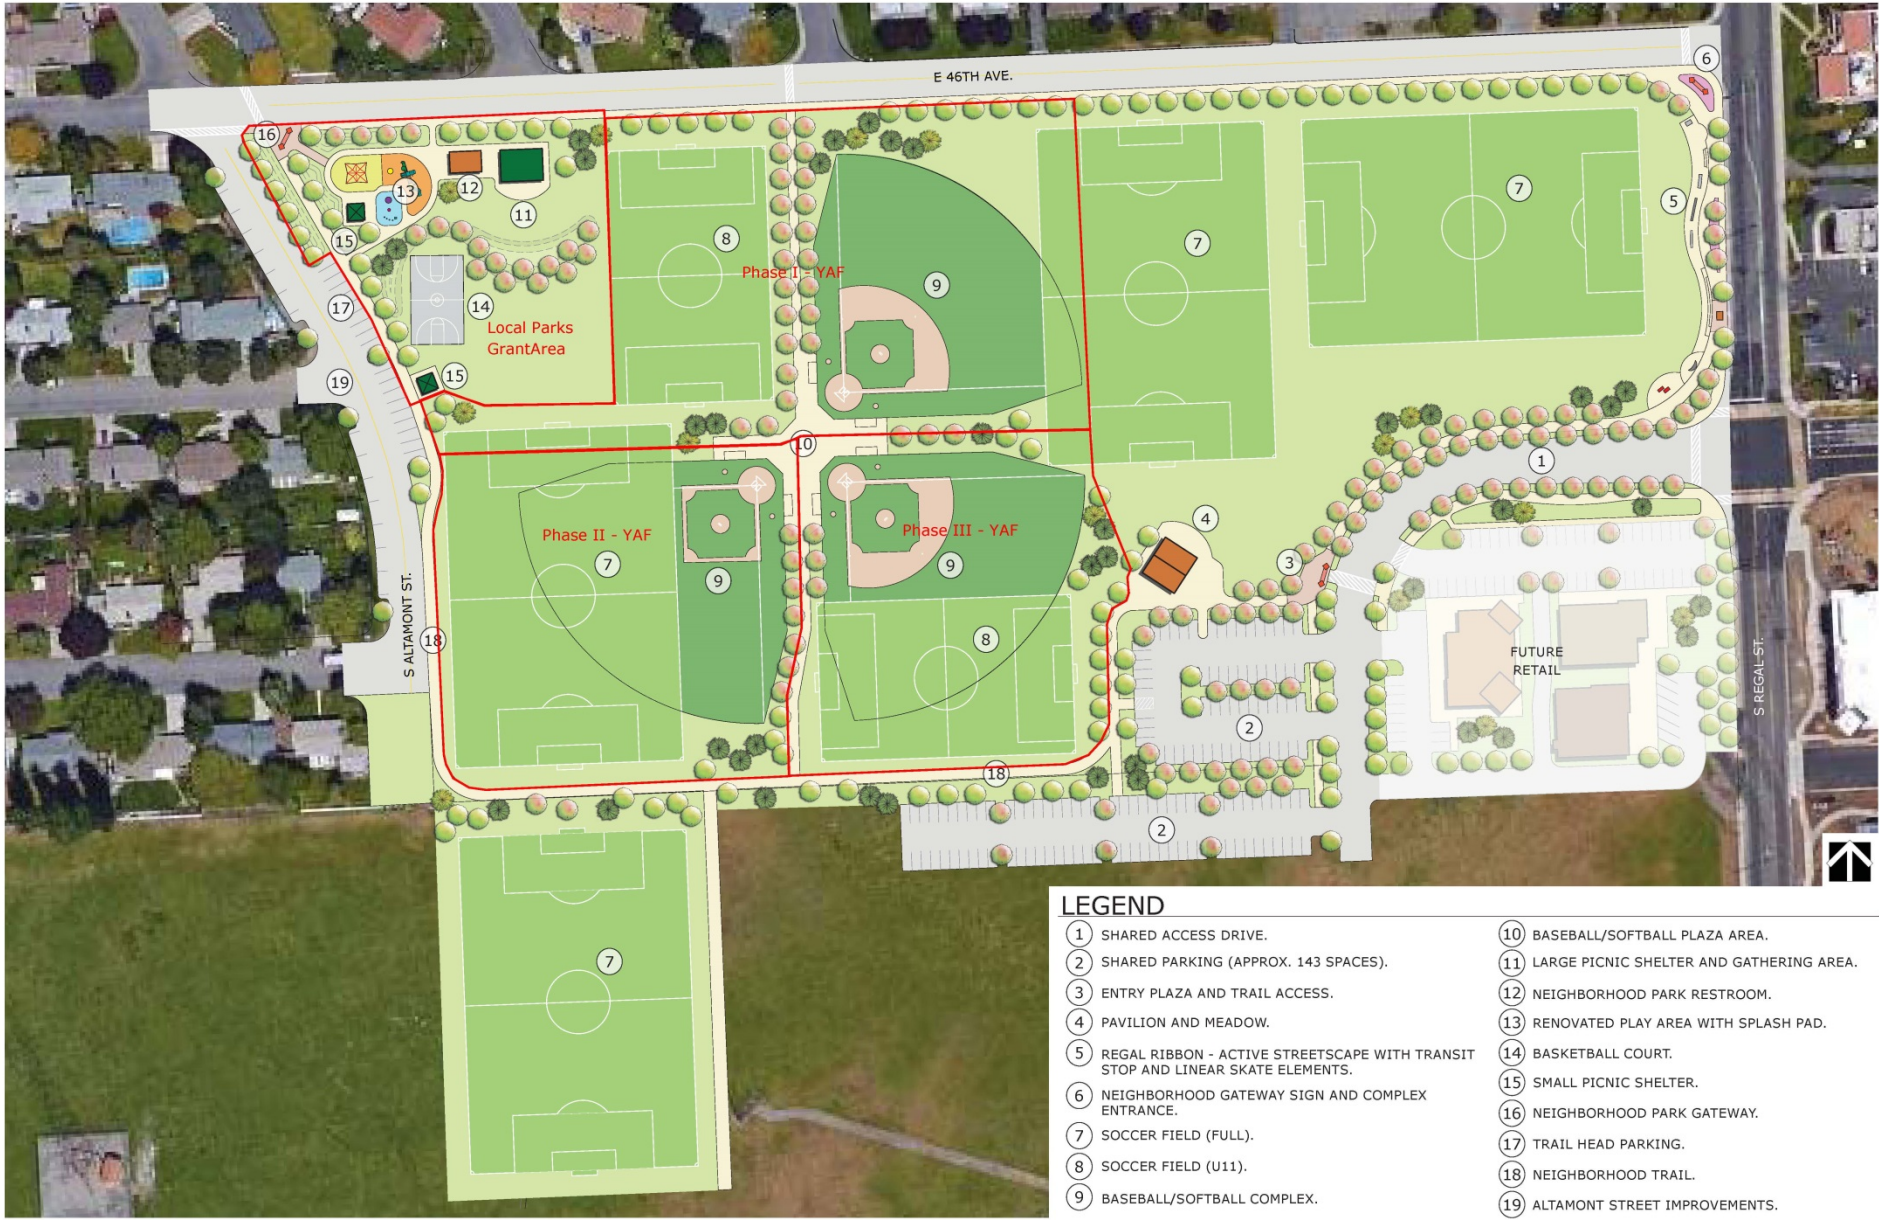 E 46TH AVE.
6
16
13
12
11
15
8
7
7
5
Phase I - YAF
9
17
14
Local Parks
GrantArea
19
15
10
1
Phase II - YAF
7
9
Phase III - YAF
9
4
3
S ALTAMONT ST.
18
8
FUTURE
RETAIL
S REGAL ST.
2
18
2
7
LEGEND
1 SHARED ACCESS DRIVE.
2 SHARED PARKING (APPROX. 143 SPACES).
3 ENTRY PLAZA AND TRAIL ACCESS.
4 PAVILION AND MEADOW.
5 REGAL RIBBON - ACTIVE STREETSCAPE WITH TRANSIT
STOP AND LINEAR SKATE ELEMENTS.
6 NEIGHBORHOOD GATEWAY SIGN AND COMPLEX
ENTRANCE.
7 SOCCER FIELD (FULL).
8 SOCCER FIELD (U11).
9 BASEBALL/SOFTBALL COMPLEX.
10 BASEBALL/SOFTBALL PLAZA AREA.
11 LARGE PICNIC SHELTER AND GATHERING AREA.
12 NEIGHBORHOOD PARK RESTROOM.
13 RENOVATED PLAY AREA WITH SPLASH PAD.
14 BASKETBALL COURT.
15 SMALL PICNIC SHELTER.
16 NEIGHBORHOOD PARK GATEWAY.
17 TRAIL HEAD PARKING.
18 NEIGHBORHOOD TRAIL.
19 ALTAMONT STREET IMPROVEMENTS.